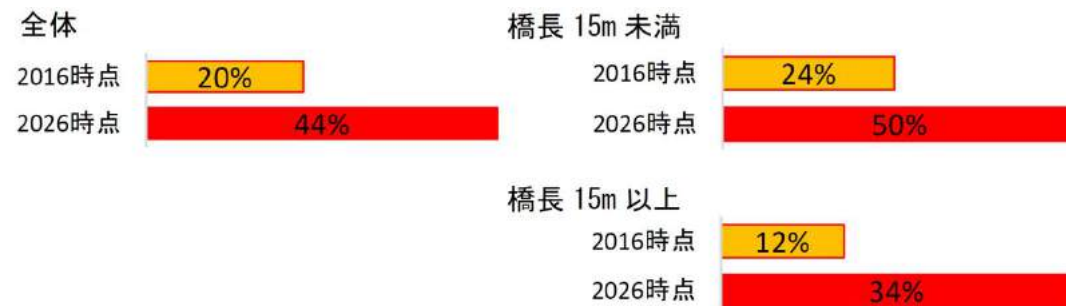 全体
2016時点 20%
2026時点 44%
橋長 15m 未満
2016時点 24%
2026時点 50%
橋長 15m 以上
2016時点 12%
2026時点 34%